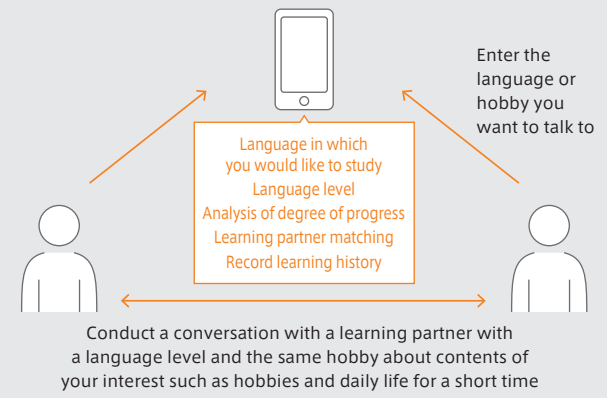 Enter the
language or
hobby you
want to talk to
Language in which
you would like to study
Language level
Analysis of degree of progress
Learning partner matching
Record learning history
Conduct a conversation with a learning partner with
a language level and the same hobby about contents of
your interest such as hobbies and daily life for a short time